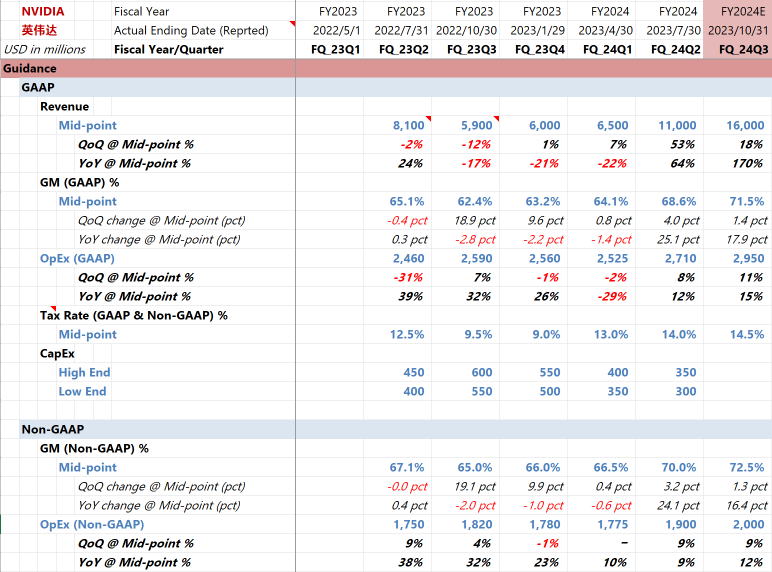 NVIDIA Fiscal Year FY2023 FY2023 FY2023 FY2023 FY2024 FY2024 FY2024E
英伟达 Actual Ending Date (Reprted) 2022/5/1 2022/7/31 2022/10/30 2023/1/29 2023/4/30 2023/7/30 2023/10/31
USD in millions Fiscal Year/Quarter FQ_23Q1 FQ_23Q2 FQ_23Q3 FQ_23Q4 FQ_24Q1 FQ_24Q2 FQ_24Q3
Guidance
GAAP
Revenue
Mid-point 8,100 5,900 6,000 6,500 11,000 16,000
QoQ @ Mid-point % -2% -12% 1% 7% 53% 18%
YoY @ Mid-point % 24% -17% -21% -22% 64% 170%
GM (GAAP) %
Mid-point 65.1% 62.4% 63.2% 64.1% 68.6% 71.5%
QoQ change @ Mid-point (pct) -0.4 pct 18.9 pct 9.6 pct 0.8 pct 4.0 pct 1.4 pct
YoY change @ Mid-point (pct) 0.3 pct -2.8 pct -2.2 pct -1.4 pct 25.1 pct 17.9 pct
OpEx (GAAP) 2,460 2,590 2,560 2,525 2,710 2,950
QoQ @ Mid-point % -31% 7% -1% -2% 8% 11%
YoY @ Mid-point % 39% 32% 26% -29% 12% 15%
Tax Rate (GAAP & Non-GAAP) %
Mid-point 12.5% 9.5% 9.0% 13.0% 14.0% 14.5%
CapEx
High End 450 600 550 400 350
Low End 400 550 500 350 300
Non-GAAP
GM (Non-GAAP) %
Mid-point 67.1% 65.0% 66.0% 66.5% 70.0% 72.5%
QoQ change @ Mid-point (pct) -0.0 pct 19.1 pct 9.9 pct 0.4 pct 3.2 pct 1.3 pct
YoY change @ Mid-point (pct) 0.4 pct -2.0 pct -1.0 pct -0.6 pct 24.1 pct 16.4 pct
OpEx (Non-GAAP) 1,750 1,820 1,780 1,775 1,900 2,000
QoQ @ Mid-point % 9% 4% -1% – 9% 9%
YoY @ Mid-point % 38% 32% 23% 10% 9% 12%